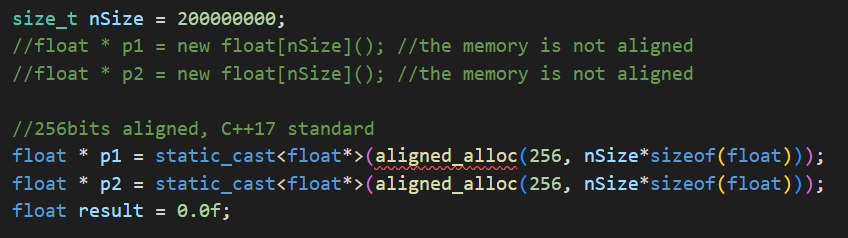 size_t nSize = 200000000;
//float * p1 = new float[nSize](); //the memory is not aligned
//float * p2 = new float[nSize](); //the memory is not aligned
//256bits aligned, C++17 standard
float * p1 = static_cast<float*>(aligned_alloc(256, nSize*sizeof(float)));
float * p2 = static_cast<float*>(aligned_alloc(256, nSize*sizeof(float)));
float result = 0.0f;